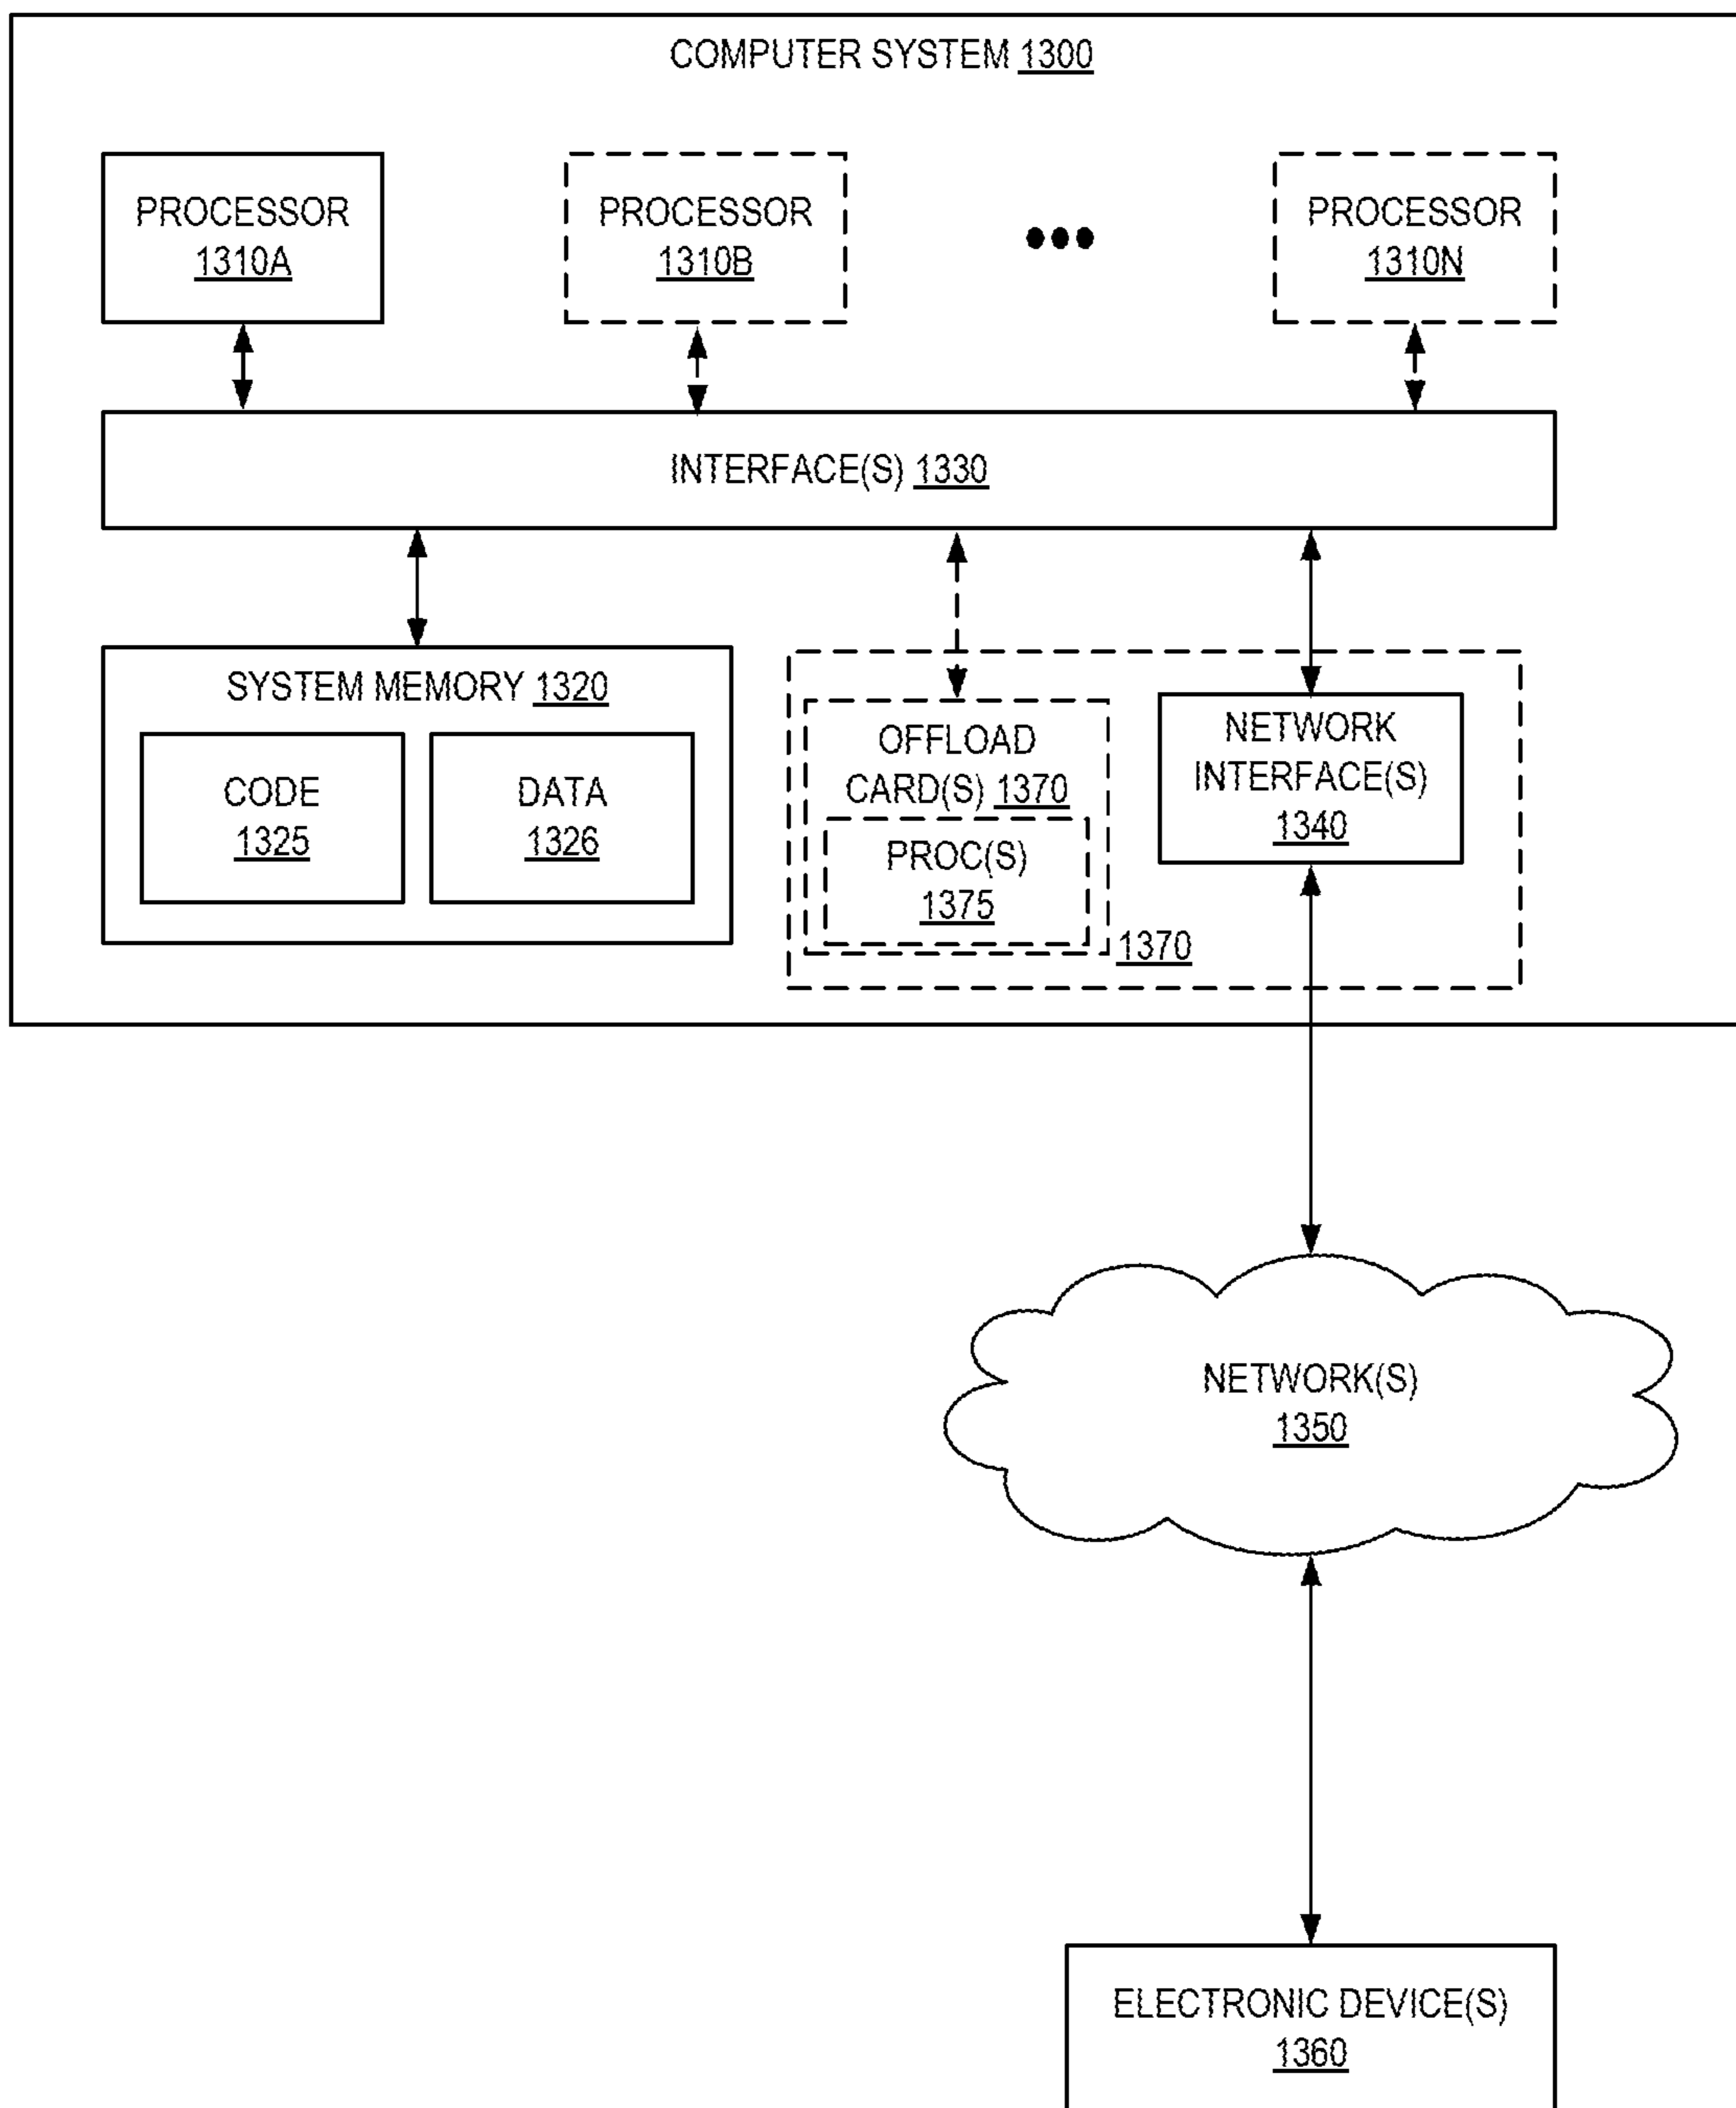 COMPUTER SYSTEM 1300
PROCESSOR
1310A
PROCESSOR
1310B
PROCESSOR
1310N
INTERFACE(S) 1330
SYSTEM MEMORY 1320
CODE
1325
DATA
1326
OFFLOAD
CARD(S) 1370
PROC(S)
1375
1370
NETWORK
INTERFACE(S)
1340
NETWORK(S)
1350
ELECTRONIC DEVICE(S)
1360